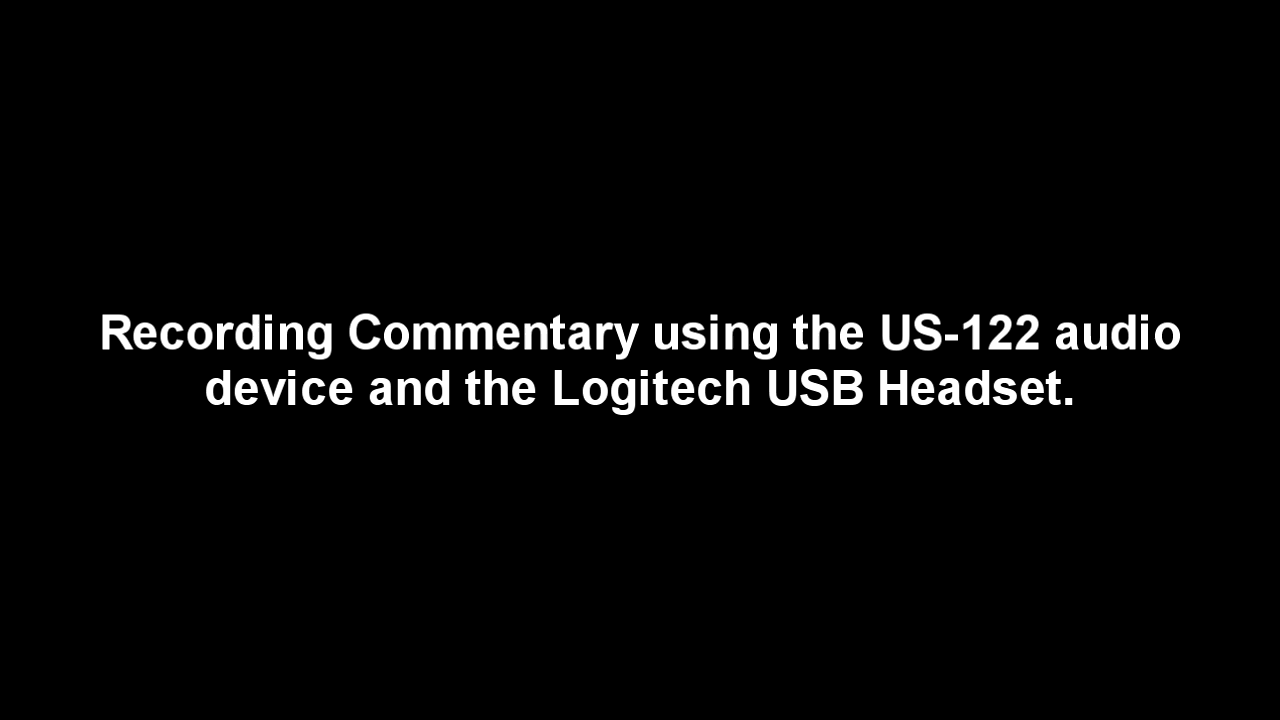 Recording Commentary using the US-122 audio
device and the Logitech USB Headset.